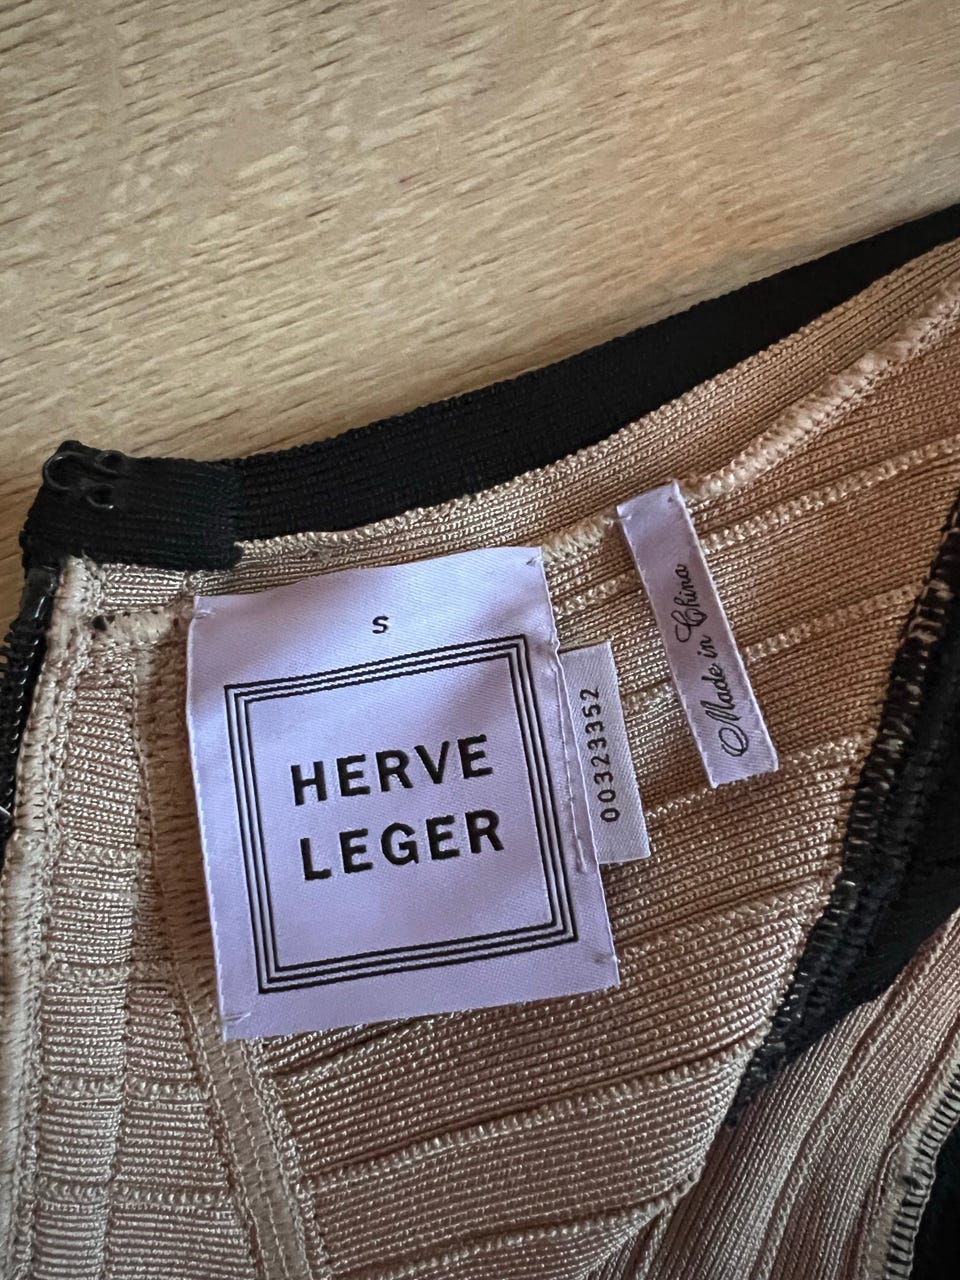 S
HERVE
LEGER
00323352
Made in China